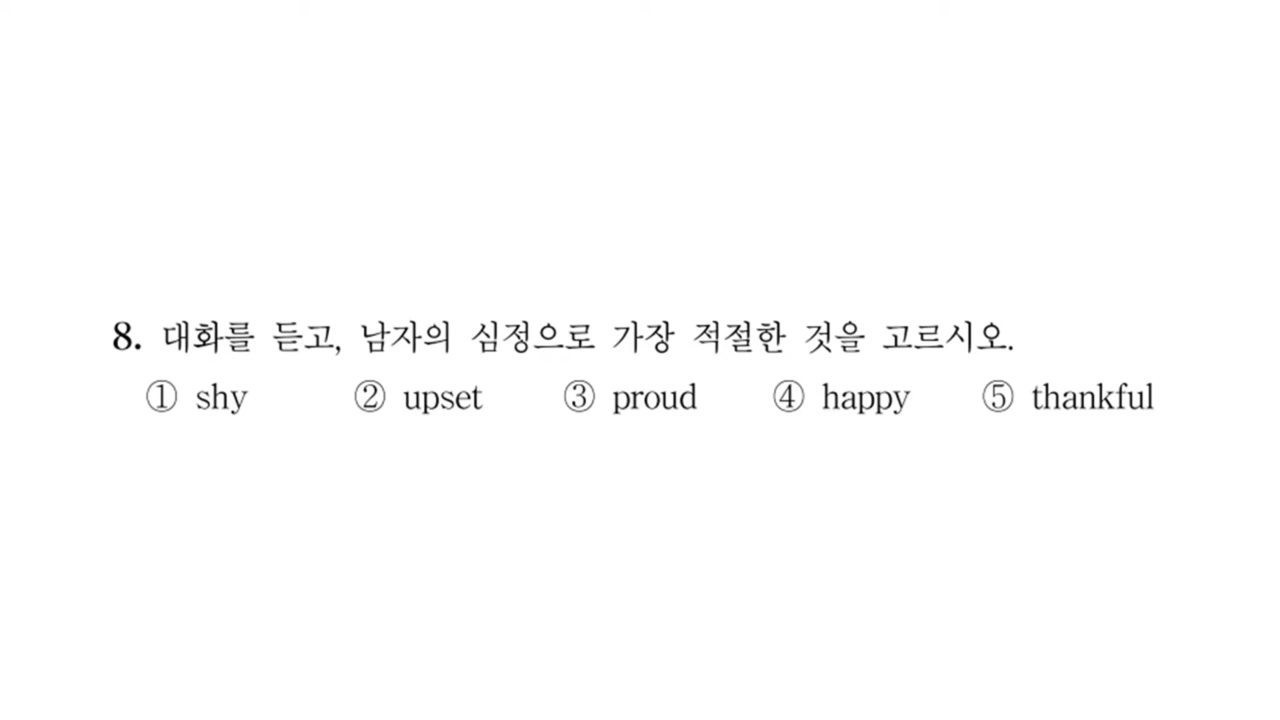 8. 대화를 듣고, 남자의 심정으로 가장 적절한 것을 고르시오.
① shy ② upset ③ proud ④ happy ⑤ thankful